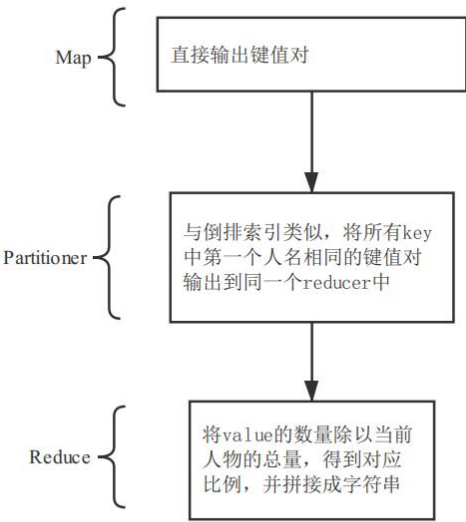 Map
直接输出键值对
Partitioner
与倒排索引类似，将所有key
中第一个人名相同的键值对
输出到同一个reducer中
Reduce
将value的数量除以当前
人物的总量，得到对应
比例，并拼接成字符串